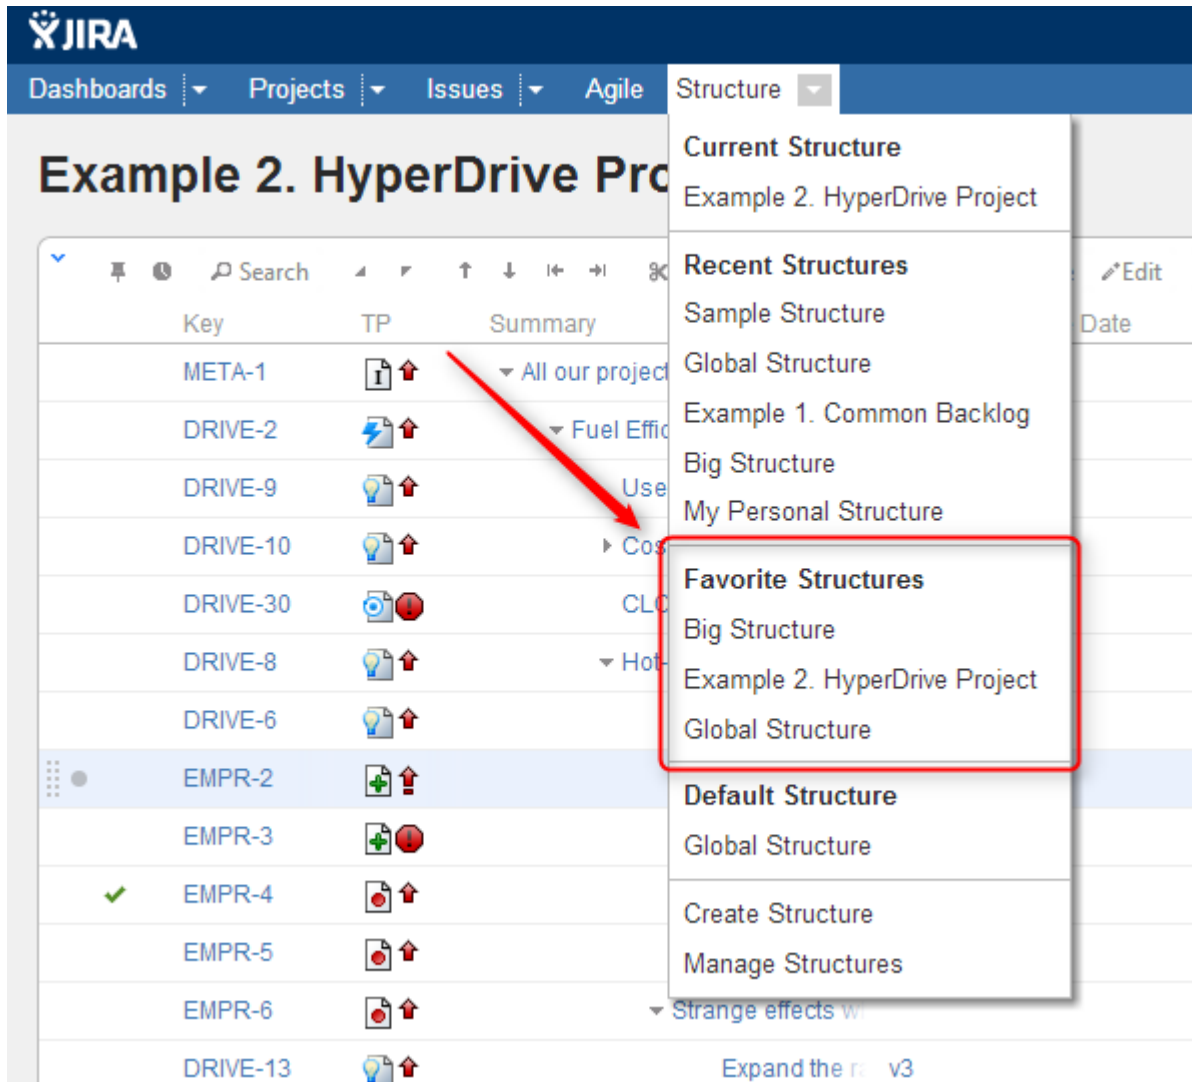 JIRA
Dashboards Projects Issues Agile Structure
Example 2. HyperDrive Pro
Search Edit
Key TP Summary Date
META-1 All our project
DRIVE-2 Fuel Effic
DRIVE-9 Use
DRIVE-10 Cos
DRIVE-30 CLO
DRIVE-8 Hot-
DRIVE-6
EMPR-2
EMPR-3
EMPR-4
EMPR-5
EMPR-6 Strange effects w
DRIVE-13 Expand the ra v3
Current Structure
Example 2. HyperDrive Project
Recent Structures
Sample Structure
Global Structure
Example 1. Common Backlog
Big Structure
My Personal Structure
Favorite Structures
Big Structure
Example 2. HyperDrive Project
Global Structure
Default Structure
Global Structure
Create Structure
Manage Structures